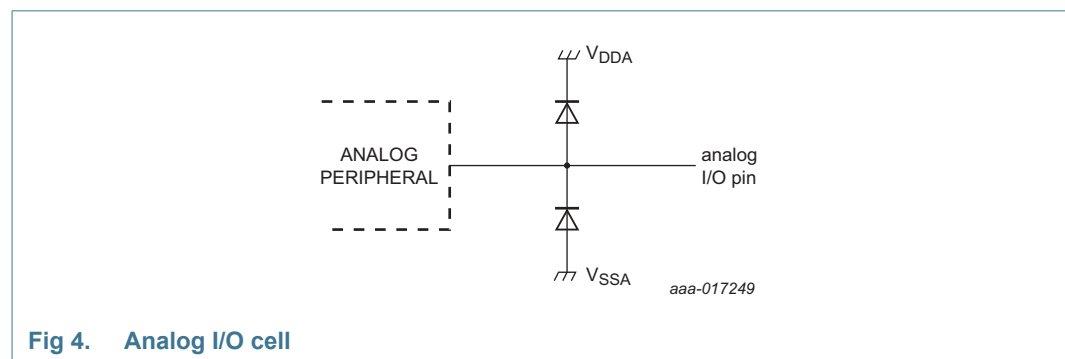 VDDA
ANALOG
PERIPHERAL
analog
I/O pin
VSSA
aaa-017249
Fig 4. Analog I/O cell